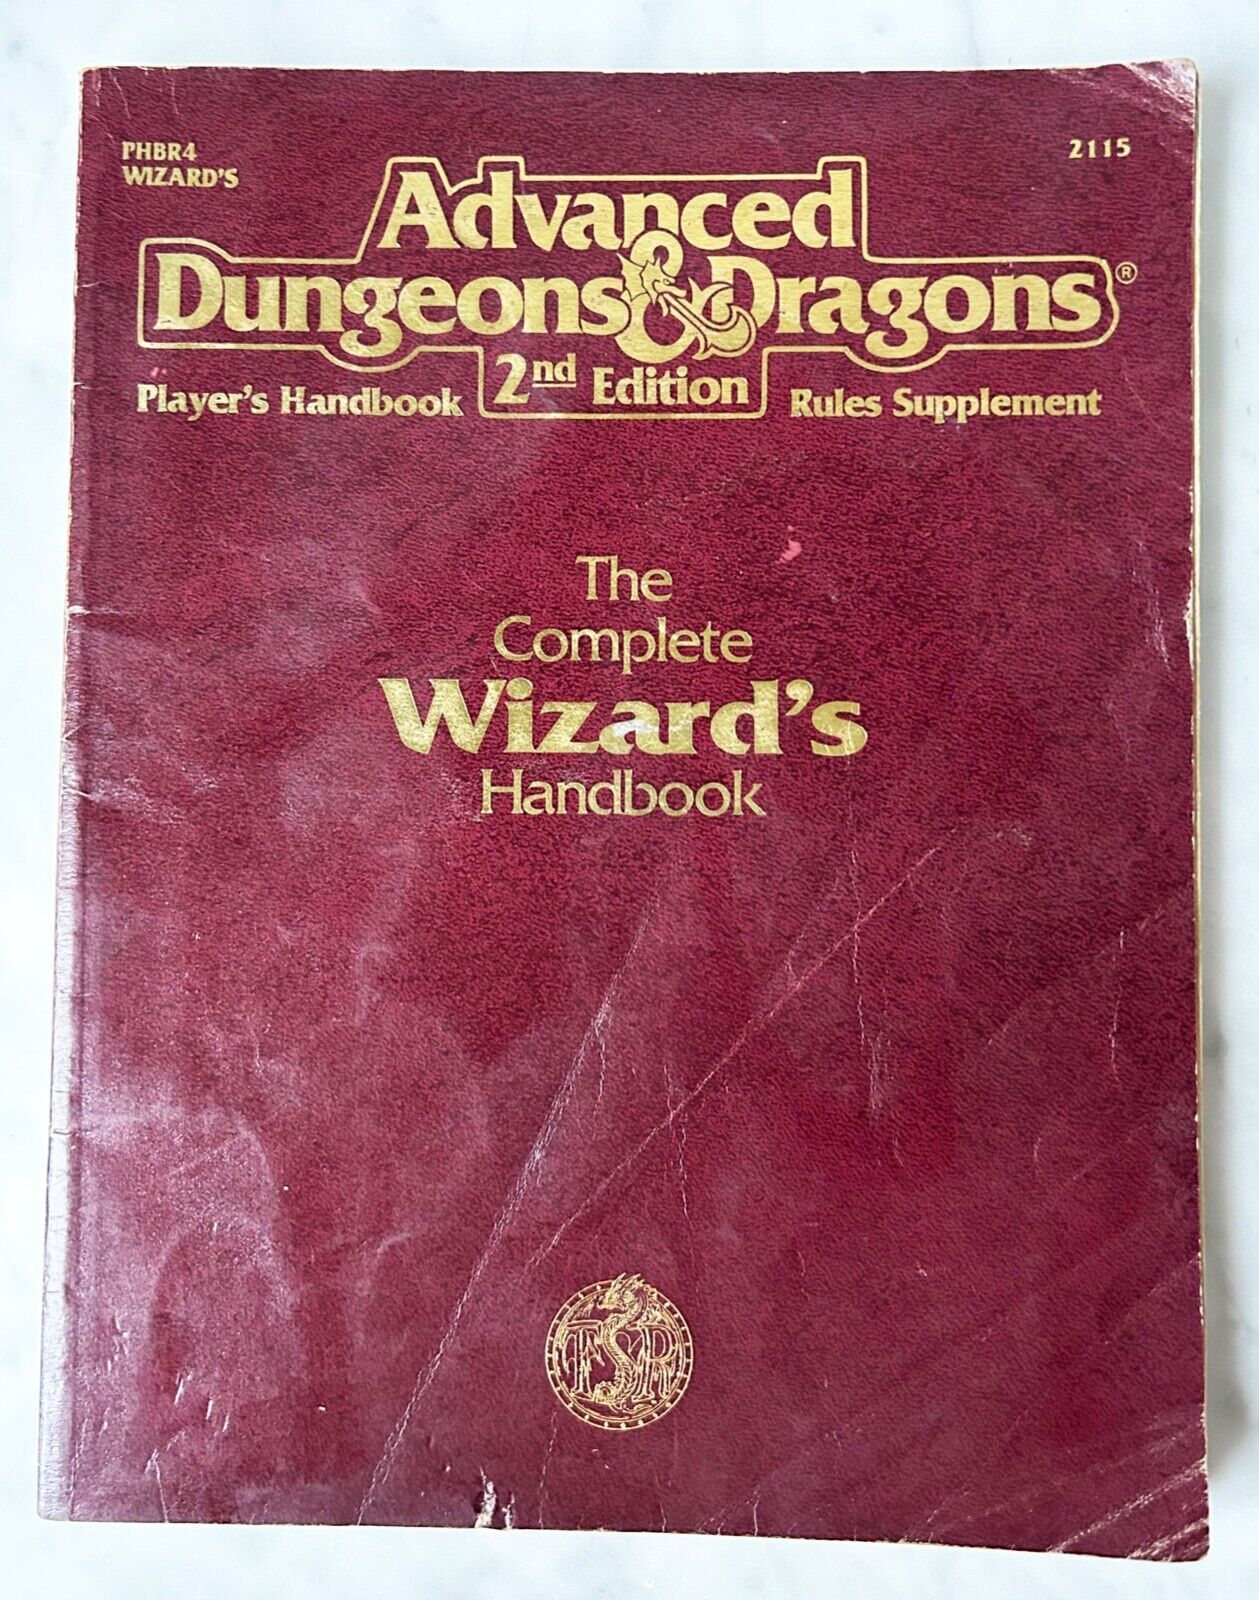 PHBR4
WIZARD'S
2115
Advanced
Dungeons & Dragons®
2nd Edition
Player's Handbook
Rules Supplement
The
Complete
Wizard's
Handbook
TSR